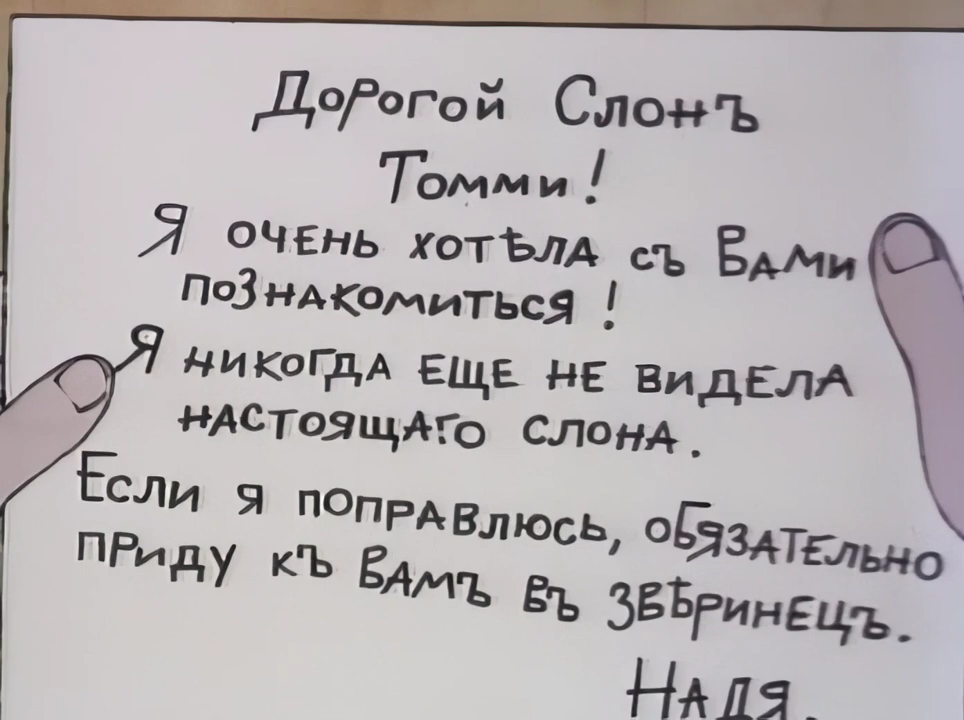 Дорогой Слонъ
Томми!
Я очень хотѣла съ Вами
познакомиться!
Я никогда еще не видела
настоящаго слона.
Если я поправлюсь, обязательно
приду къ Вамъ въ звѣринецъ.
Надя.